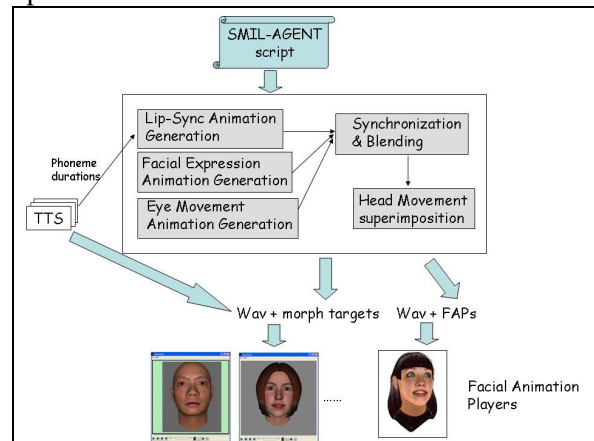 SMIL-AGENT
script
Lip-Sync Animation
Generation
Synchronization
& Blending
Phoneme
durations
Facial Expression
Animation Generation
Eye Movement
Animation Generation
Head Movement
superimposition
TTS
Wav + morph targets
Wav + FAPs
......
Facial Animation
Players